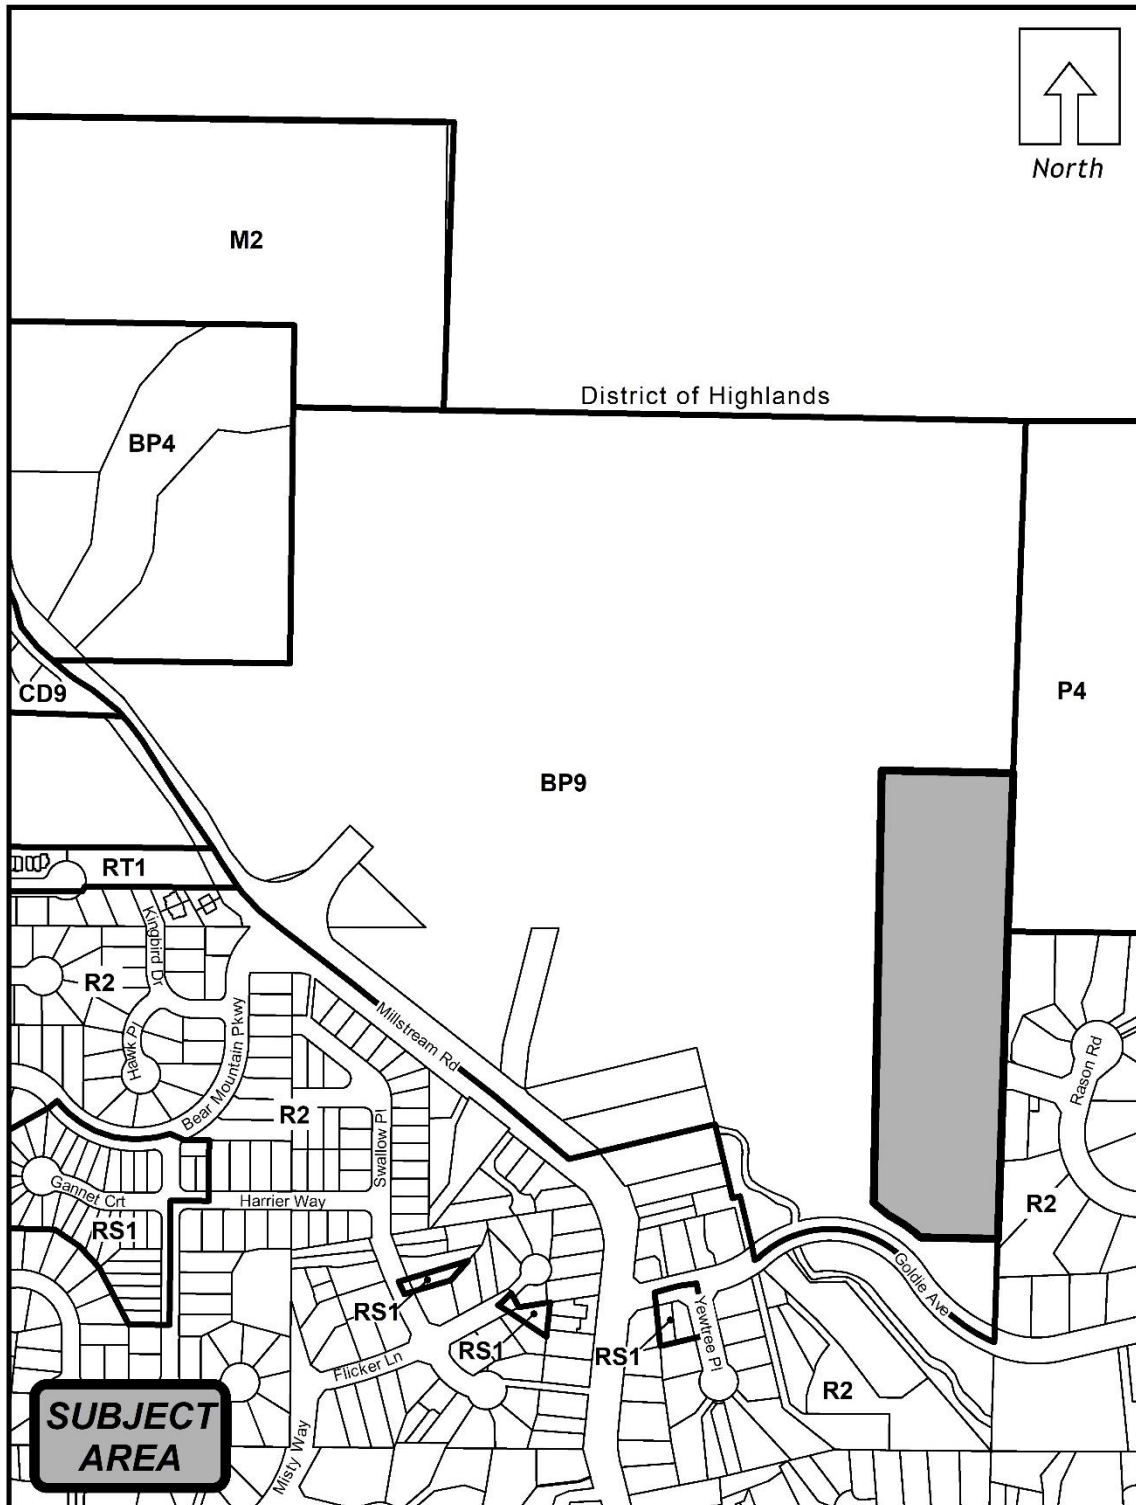 North
M2
District of Highlands
BP4
CD9
P4
BP9
RT1
Kingbird Dr
R2
Hawk Pl
Bear Mountain Pkwy
Millstream Rd
R2
Swallow Pl
Rason Rd
Gannet Crt
Harrier Way
RS1
R2
Goldie Ave
RS1
RS1
RS1
Yewtree Pl
Flicker Ln
R2
Misty Way
SUBJECT
AREA